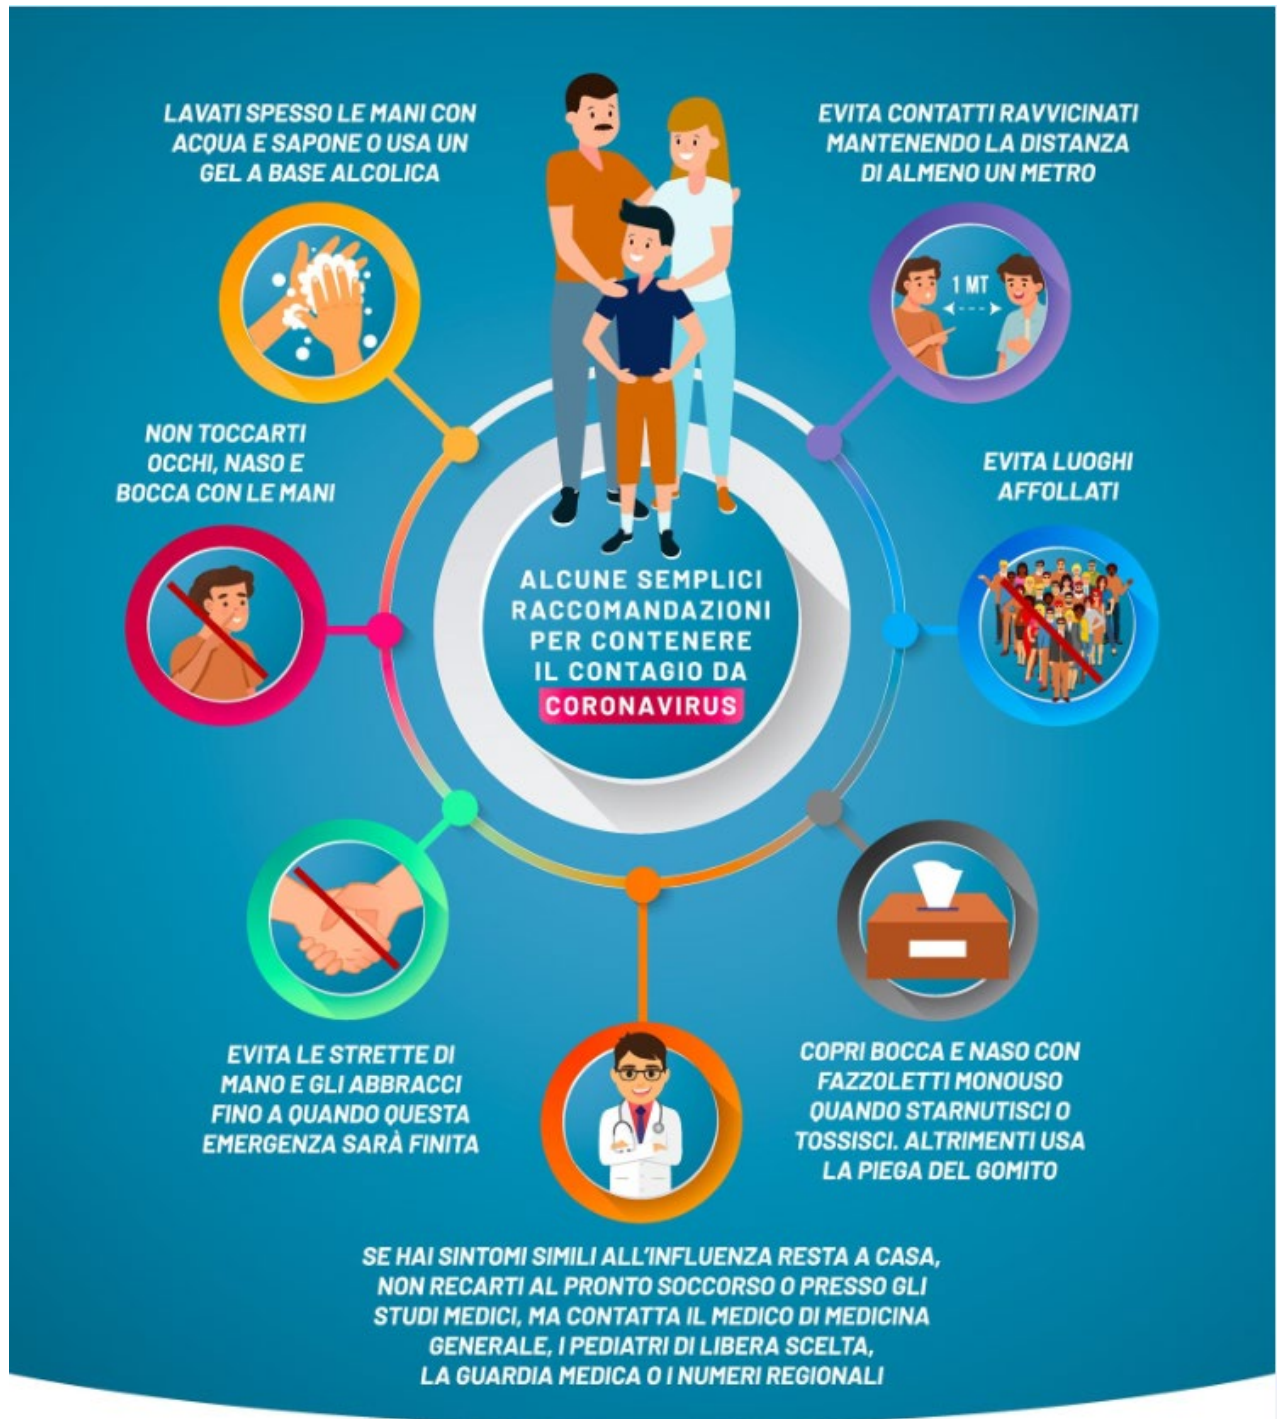 LAVATI SPESSO LE MANI CON
ACQUA E SAPONE O USA UN
GEL A BASE ALCOLICA
EVITA CONTATTI RAVVICINATI
MANTENENDO LA DISTANZA
DI ALMENO UN METRO
1 MT
NON TOCCARTI
OCCHI, NASO E
BOCCA CON LE MANI
EVITA LUOGHI
AFFOLLATI
ALCUNE SEMPLICI
RACCOMANDAZIONI
PER CONTENERE
IL CONTAGIO DA
CORONAVIRUS
EVITA LE STRETTE DI
MANO E GLI ABBRACCI
FINO A QUANDO QUESTA
EMERGENZA SARÀ FINITA
COPRI BOCCA E NASO CON
FAZZOLETTI MONOUSO
QUANDO STARNUTISCI O
TOSSISCI. ALTRIMENTI USA
LA PIEGA DEL GOMITO
SE HAI SINTOMI SIMILI ALL'INFLUENZA RESTA A CASA,
NON RECARTI AL PRONTO SOCCORSO O PRESSO GLI
STUDI MEDICI, MA CONTATTA IL MEDICO DI MEDICINA
GENERALE, I PEDIATRI DI LIBERA SCELTA,
LA GUARDIA MEDICA O I NUMERI REGIONALI